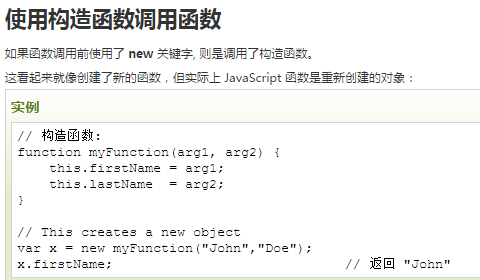 使用构造函数调用函数
如果函数调用前使用了 new 关键字, 则是调用了构造函数。
这看起来就像创建了新的函数，但实际上 JavaScript 函数是重新创建的对象：
实例
// 构造函数:
function myFunction(arg1, arg2) {
    this.firstName = arg1;
    this.lastName  = arg2;
}

// This creates a new object
var x = new myFunction("John","Doe");
x.firstName;                             // 返回 "John"